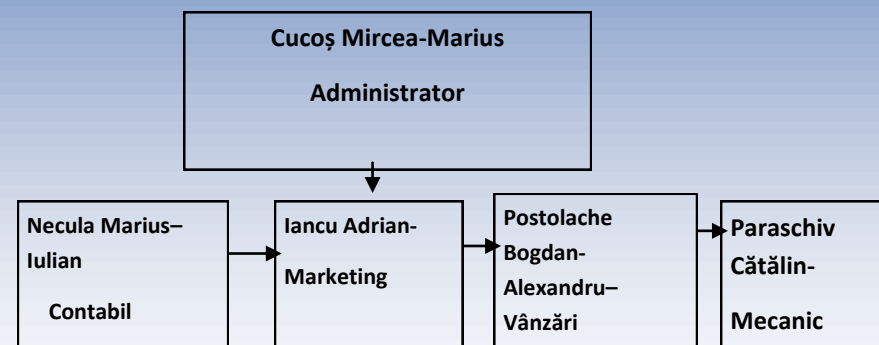 Cucoș Mircea-Marius
Administrator
Necula Marius–
Iulian
Contabil
Iancu Adrian-
Marketing
Postolache
Bogdan-
Alexandru–
Vânzări
Paraschiv
Cătălin-
Mecanic